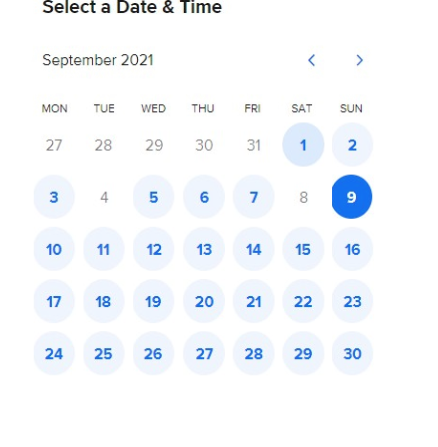 Select a Date & Time
September 2021
MON TUE WED THU FRI SAT SUN
27 28 29 30 31 1 2
3 4 5 6 7 8 9
10 11 12 13 14 15 16
17 18 19 20 21 22 23
24 25 26 27 28 29 30